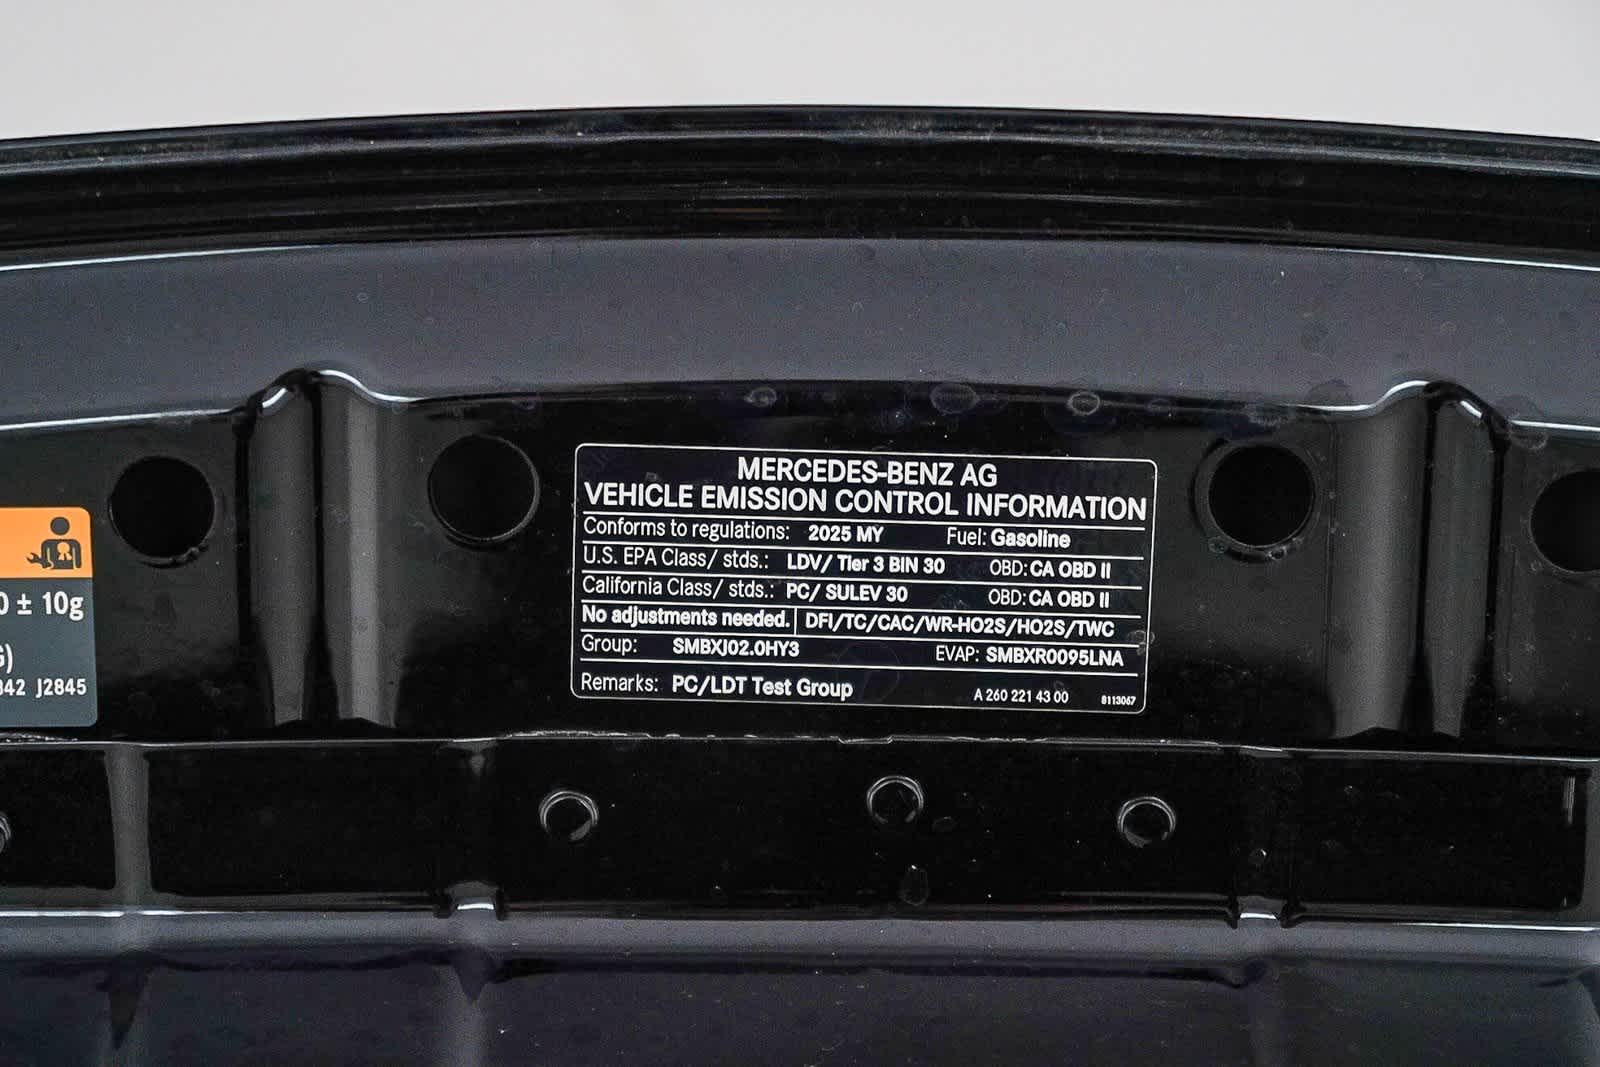 MERCEDES-BENZ AG
VEHICLE EMISSION CONTROL INFORMATION
Conforms to regulations: 2025 MY Fuel: Gasoline
U.S. EPA Class/ stds.: LDV/ Tier 3 BIN 30 OBD: CA OBD II
California Class/ stds.: PC/ SULEV 30 OBD: CA OBD II
No adjustments needed. DFI/TC/CAC/WR-HO2S/HO2S/TWC
Group: SMBXJ02.0HY3 EVAP: SMBXR0095LNA
Remarks: PC/LDT Test Group A 260 221 43 00 8113067
0 ± 10g
)
42 J2845